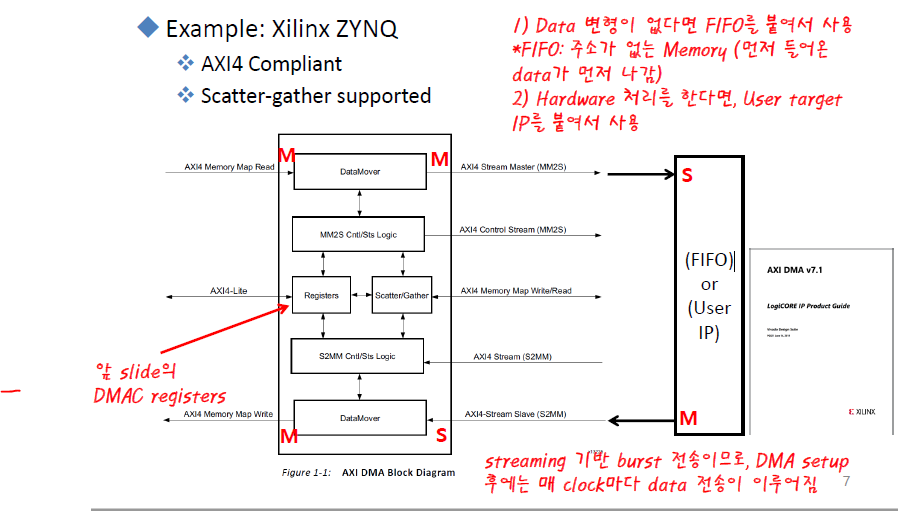 Example: Xilinx ZYNQ
AXI4 Compliant
Scatter-gather supported
1) Data 변형이 없다면 FIFO를 붙여서 사용
*FIFO: 주소가 없는 Memory (먼저 들어온
data가 먼저 나감)
2) Hardware 처리를 한다면, User target
IP를 붙여서 사용
M
M
AXI4 Memory Map Read
DataMover
AXI4 Stream Master (MM2S)
S
MM2S Cntl/Sts Logic
AXI4 Control Stream (MM2S)
(FIFO)
or
(User
IP)
AXI4-Lite
Registers
Scatter/Gather
AXI4 Memory Map Write/Read
S2MM Cntl/Sts Logic
AXI4 Stream (S2MM)
앞 slide의
DMAC registers
AXI4 Memory Map Write
DataMover
AXI4-Stream Slave (S2MM)
M
M
S
Figure 1-1: AXI DMA Block Diagram
AXI DMA v7.1
LogiCORE IP Product Guide
Vivado Design Suite
XILINX
streaming 기반 burst 전송이므로, DMA setup
후에는 매 clock마다 data 전송이 이루어짐
7